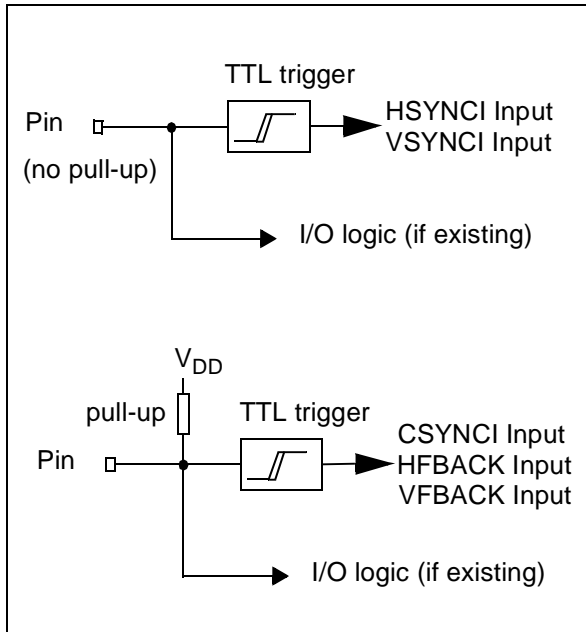 TTL trigger
HSYNCI Input
Pin
VSYNCI Input
(no pull-up)
I/O logic (if existing)
VDD
pull-up
TTL trigger
CSYNCI Input
Pin
HFBACK Input
VFBACK Input
I/O logic (if existing)